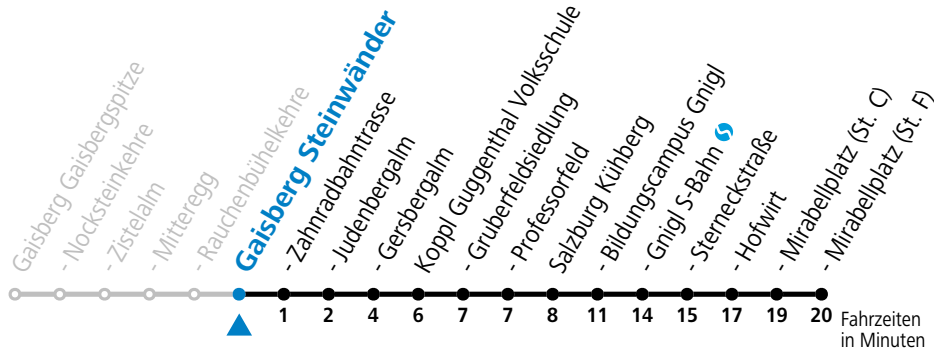 Gaisberg Gaisbergspitze
- Nocksteinkehre
- Zistelalm
- Mitteregg
- Rauchenbühelkehre
Gaisberg Steinwänder
- Zahnradbahntrasse
- Judenbergalm
- Gersbergalm
Koppl Guggenthal Volksschule
- Gruberfeldsiedlung
- Professorfeld
Salzburg Kühberg
- Bildungscampus Gnigl
- Gnigl S-Bahn
- Sterneckstraße
- Hofwirt
- Mirabellplatz (St. C)
- Mirabellplatz (St. F)
1 2 4 6 7 7 8 11 14 15 17 19 20 Fahrzeiten
in Minuten